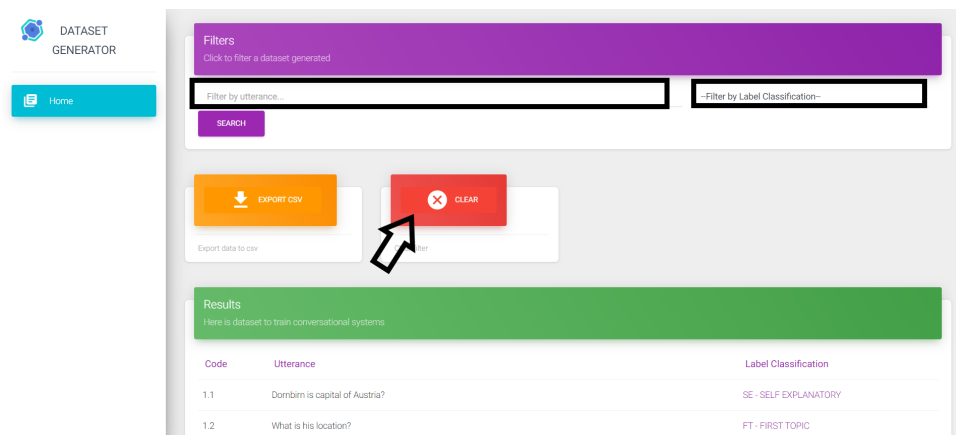 DATASET
GENERATOR
Home
Filters
Click to filter a dataset generated
Filter by utterance...
--Filter by Label Classification--
SEARCH
EXPORT CSV
CLEAR
Export data to csv
filter
Results
Here is dataset to train conversational systems
Code Utterance Label Classification
1.1 Dornbirn is capital of Austria? SE - SELF EXPLANATORY
1.2 What is his location? FT - FIRST TOPIC